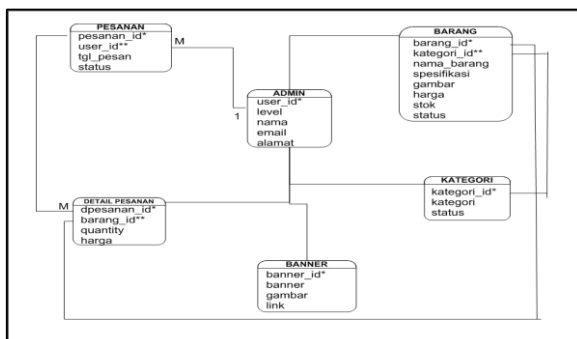 PESANAN
pesanan_id*
user_id**
tgl_pesan
status
M
BARANG
barang_id*
kategori_id**
nama_barang
spesifikasi
gambar
harga
stok
status
ADMIN
user_id*
level
nama
email
alamat
1
KATEGORI
kategori_id*
kategori
status
M
DETAIL PESANAN
dpesanan_id*
barang_id**
quantity
harga
BANNER
banner_id*
banner
gambar
link